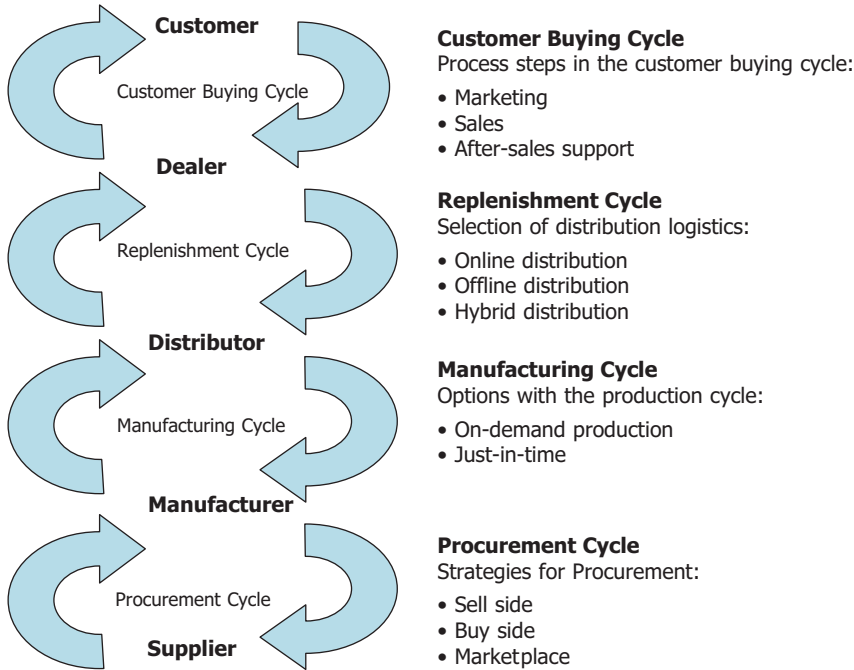 Customer
Customer Buying Cycle
Dealer
Replenishment Cycle
Distributor
Manufacturing Cycle
Manufacturer
Procurement Cycle
Supplier
Customer Buying Cycle
Process steps in the customer buying cycle:
• Marketing
• Sales
• After-sales support
Replenishment Cycle
Selection of distribution logistics:
• Online distribution
• Offline distribution
• Hybrid distribution
Manufacturing Cycle
Options with the production cycle:
• On-demand production
• Just-in-time
Procurement Cycle
Strategies for Procurement:
• Sell side
• Buy side
• Marketplace